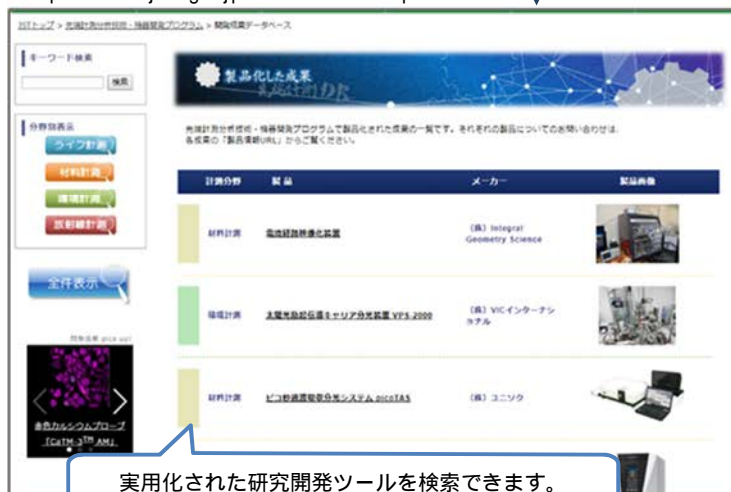 JSTトップ > 先端計測分析技術・機器開発プログラム > 開発成果データベース
キーワード検索
検索
分野別表示
ライフ計測
材料計測
環境計測
放射線計測
全件表示
開発成果 pick up!
赤色カルシウムプローブ
「CaTM-3TM AM」
製品化した成果
先端計測分析技術・機器開発プログラムで製品化された成果の一覧です。それぞれの製品についてのお問い合わせは、
各成果の「製品情報URL」からご覧ください。
計測分野 製品 メーカー 製品画像
材料計測 電流経路映像化装置 (株) Integral
Geometry Science
環境計測 太陽光励起伝導キャリア分光装置 VPS-2000 (株) VICインターナシ
ョナル
材料計測 ピコ秒過渡吸収分光システム picoTAS (株) ユニソク
実用化された研究開発ツールを検索できます。